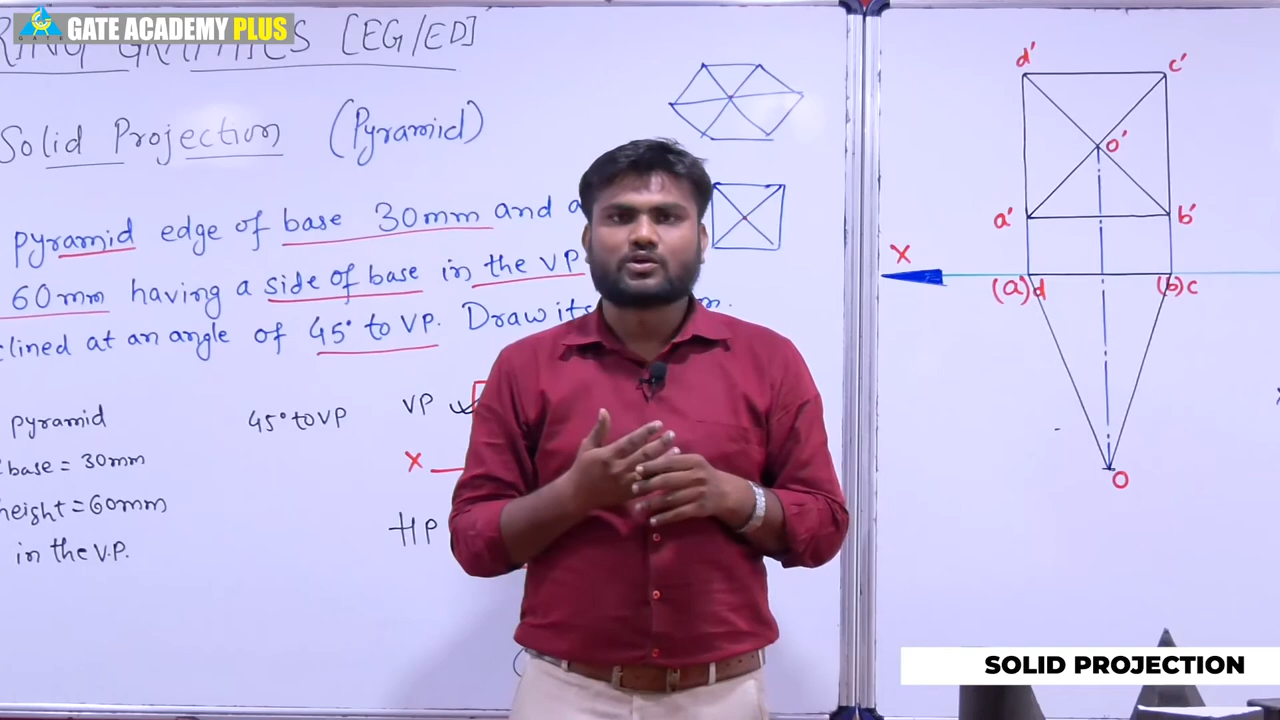 GATE ACADEMY PLUS
GATE
[EG/ED]
Solid Projection (Pyramid)
pyramid edge of base 30mm and a
60mm having a side of base in the VP
clined at an angle of 45° to VP. Draw its
pyramid
base = 30mm
height = 60mm
in the V.P.
45° to VP
VP
X
HP
d' c'
o'
a' b'
X
(a)d (b)c
O
SOLID PROJECTION